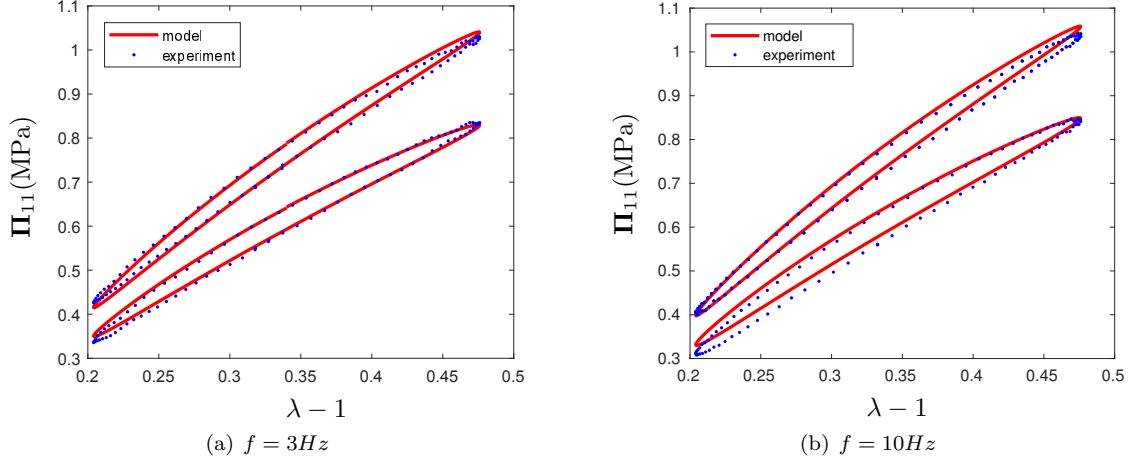 1.1
1
0.9
0.8
0.7
0.6
0.5
0.4
0.3
Π₁₁(MPa)
model
experiment
0.2 0.25 0.3 0.35 0.4 0.45 0.5
λ − 1
(a) f = 3Hz
1.1
1
0.9
0.8
0.7
0.6
0.5
0.4
0.3
Π₁₁(MPa)
model
experiment
0.2 0.25 0.3 0.35 0.4 0.45 0.5
λ − 1
(b) f = 10Hz